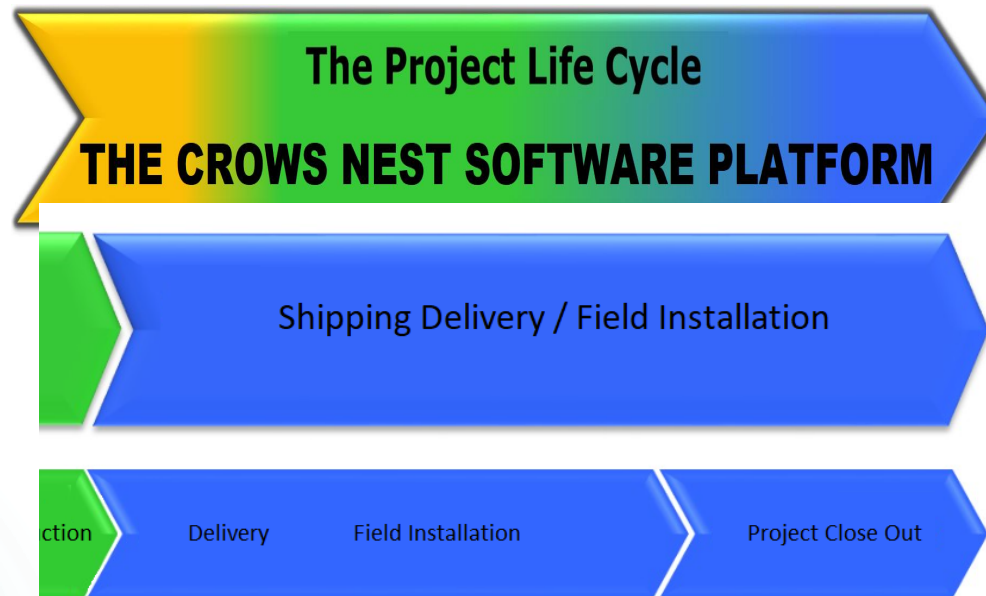 The Project Life Cycle
THE CROWS NEST SOFTWARE PLATFORM
Shipping Delivery / Field Installation
ction Delivery Field Installation Project Close Out